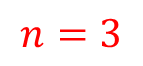 n = 3